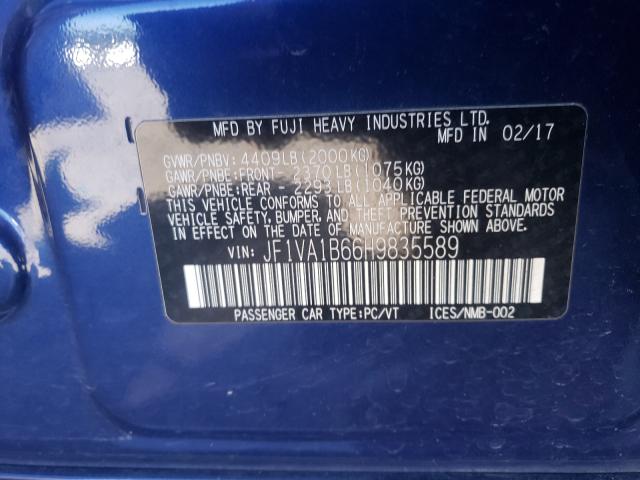 MFD BY FUJI HEAVY INDUSTRIES LTD.
MFD IN 02/17
GVWR/PNBV: 4409LB(2000KG)
GAWR/PNBE:FRONT - 2370LB(1075KG)
GAWR/PNBE:REAR - 2293LB(1040KG)
THIS VEHICLE CONFORMS TO ALL APPLICABLE FEDERAL MOTOR
VEHICLE SAFETY, BUMPER, AND THEFT PREVENTION STANDARDS
IN EFFECT ON THE DATE OF MANUFACTURE SHOWN ABOVE.
VIN: JF1VA1B66H9835589
PASSENGER CAR TYPE:PC/VT ICES/NMB-002